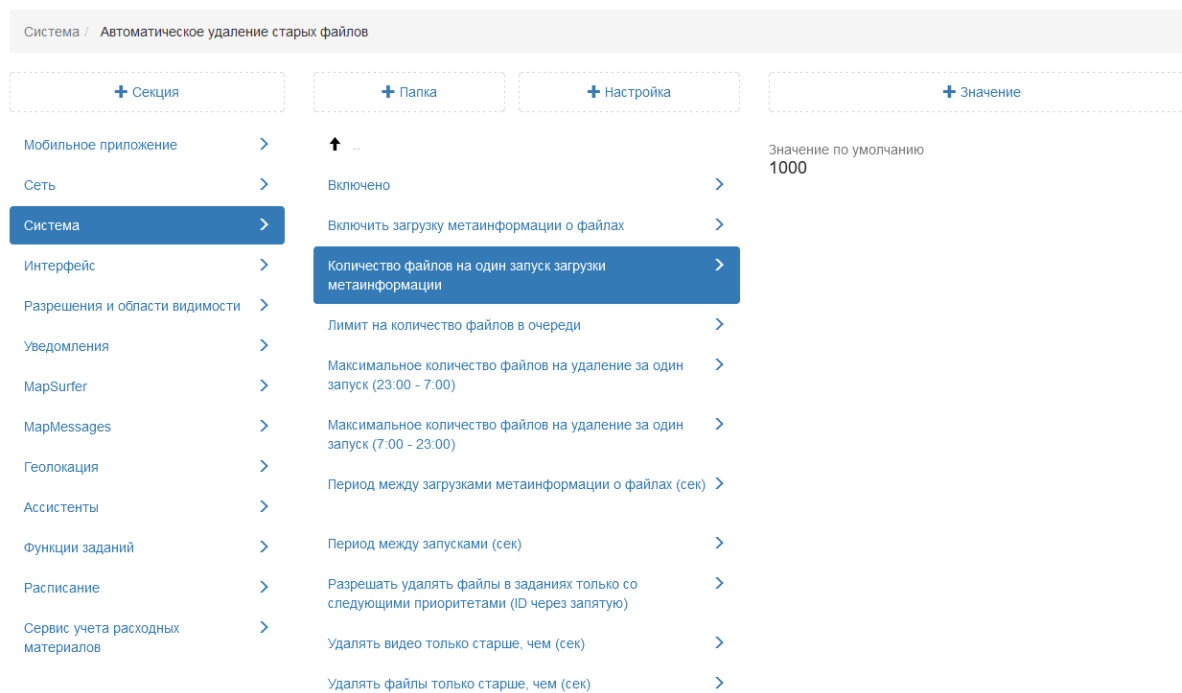 Система / Автоматическое удаление старых файлов
+ Секция
+ Папка
+ Настройка
+ Значение
Мобильное приложение
Сеть
Система
Интерфейс
Разрешения и области видимости
Уведомления
MapSurfer
MapMessages
Геолокация
Ассистенты
Функции заданий
Расписание
Сервис учета расходных
материалов
..
Включено
Включить загрузку метаинформации о файлах
Количество файлов на один запуск загрузки
метаинформации
Лимит на количество файлов в очереди
Максимальное количество файлов на удаление за один
запуск (23:00 - 7:00)
Максимальное количество файлов на удаление за один
запуск (7:00 - 23:00)
Период между загрузками метаинформации о файлах (сек)
Период между запусками (сек)
Разрешать удалять файлы в заданиях только со
следующими приоритетами (ID через запятую)
Удалять видео только старше, чем (сек)
Удалять файлы только старше, чем (сек)
Значение по умолчанию
1000